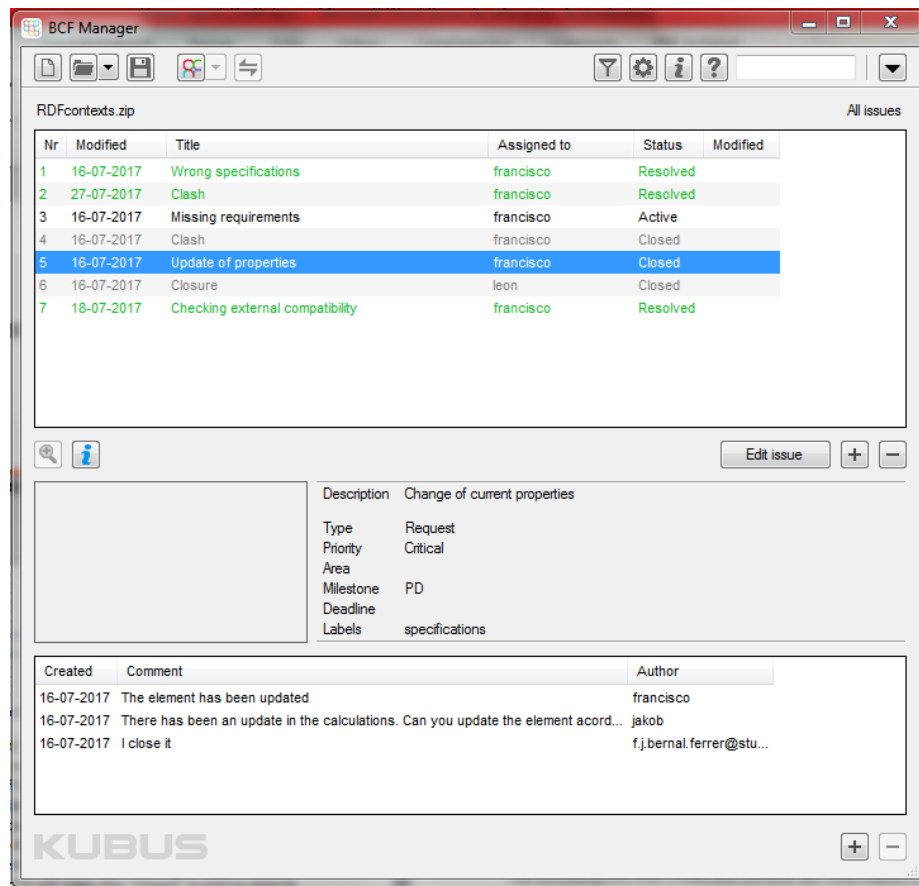 BCF Manager
RDFcontexts.zip All issues
Nr Modified Title Assigned to Status Modified
1 16-07-2017 Wrong specifications francisco Resolved
2 27-07-2017 Clash francisco Resolved
3 16-07-2017 Missing requirements francisco Active
4 16-07-2017 Clash francisco Closed
5 16-07-2017 Update of properties francisco Closed
6 16-07-2017 Closure leon Closed
7 18-07-2017 Checking external compatibility francisco Resolved
Edit issue
Description Change of current properties
Type Request
Priority Critical
Area
Milestone PD
Deadline
Labels specifications
Created Comment Author
16-07-2017 The element has been updated francisco
16-07-2017 There has been an update in the calculations. Can you update the element acord... jakob
16-07-2017 I close it f.j.bernal.ferrer@stu...
KUBUS